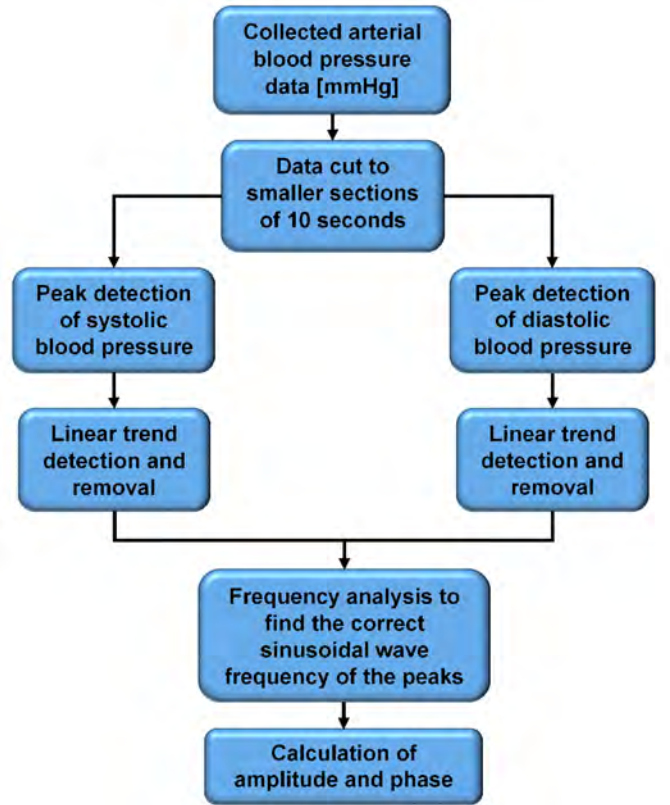 Collected arterial
blood pressure
data [mmHg]
Data cut to
smaller sections
of 10 seconds
Peak detection
of systolic
blood pressure
Peak detection
of diastolic
blood pressure
Linear trend
detection and
removal
Linear trend
detection and
removal
Frequency analysis to
find the correct
sinusoidal wave
frequency of the peaks
Calculation of
amplitude and phase